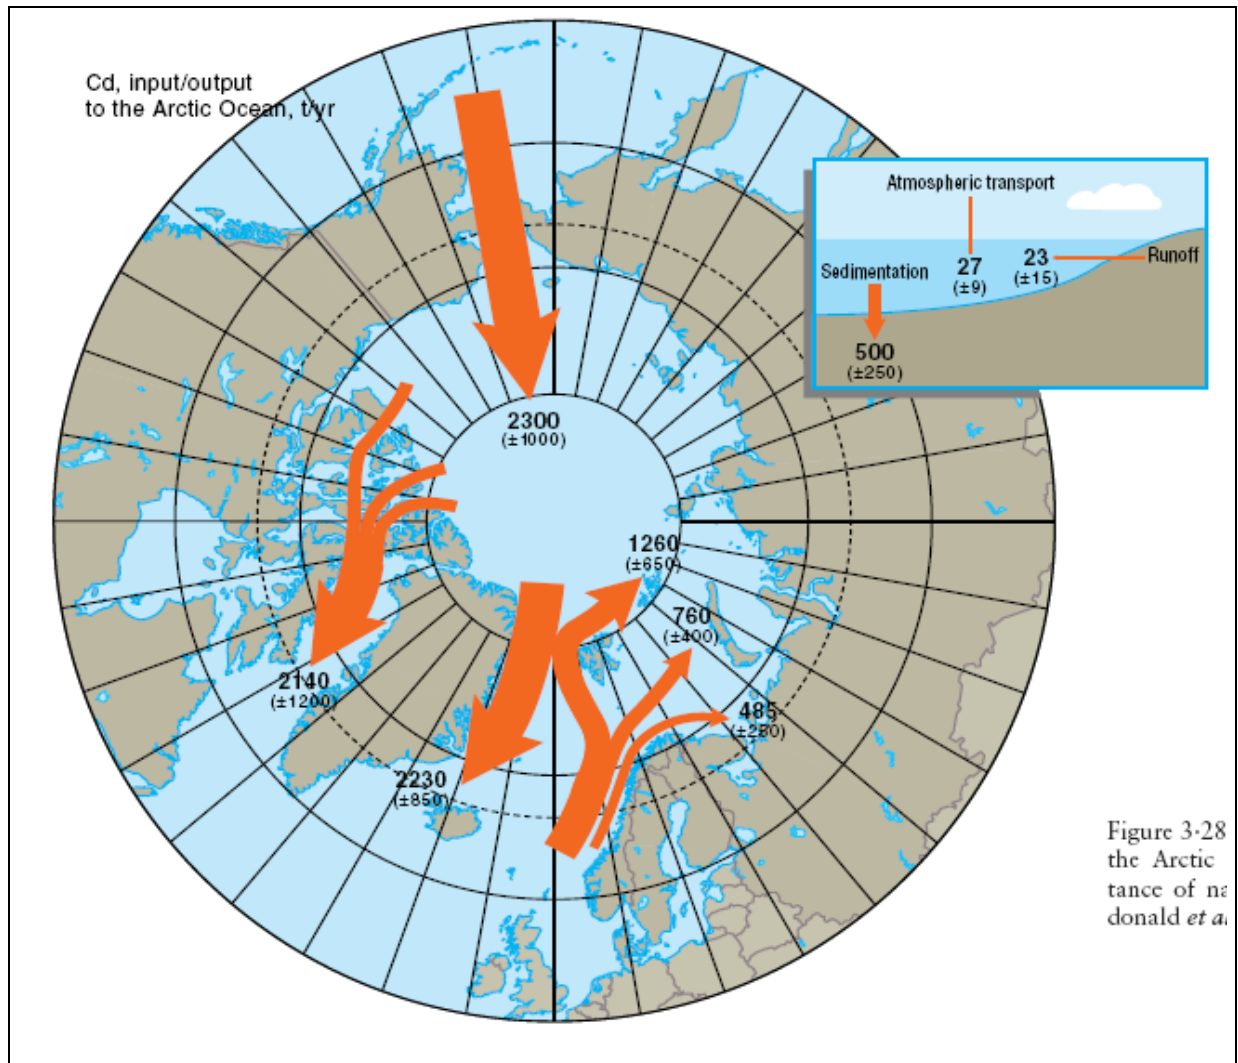 Cd, input/output
to the Arctic Ocean, t/yr
Atmospheric transport
27
(±9)
23
(±15)
Runoff
Sedimentation
500
(±250)
2300
(±1000)
1260
(±650)
760
(±400)
485
(±280)
2140
(±1200)
2230
(±850)
Figure 3·28
the Arctic
tance of na
donald et al